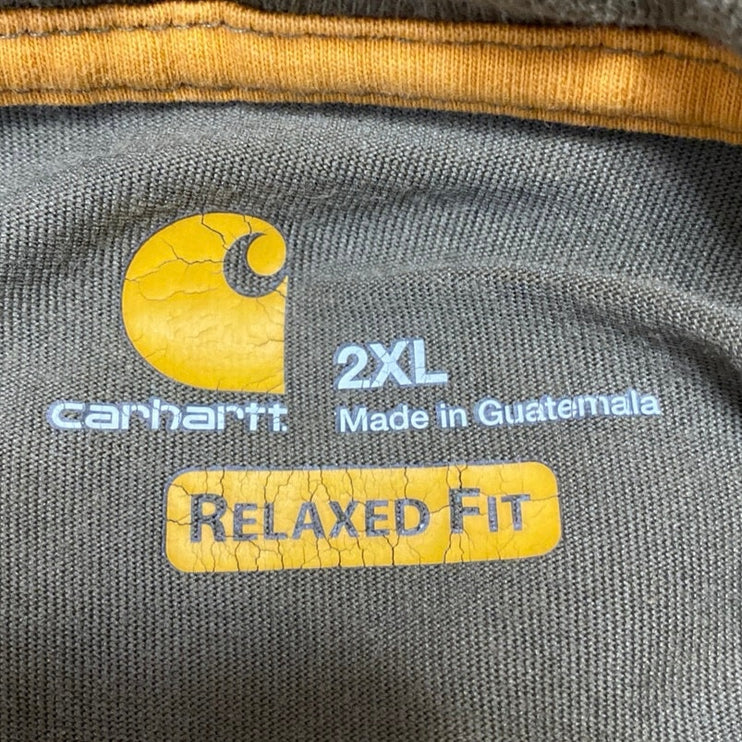 carhartt
2XL
Made in Guatemala
RELAXED FIT